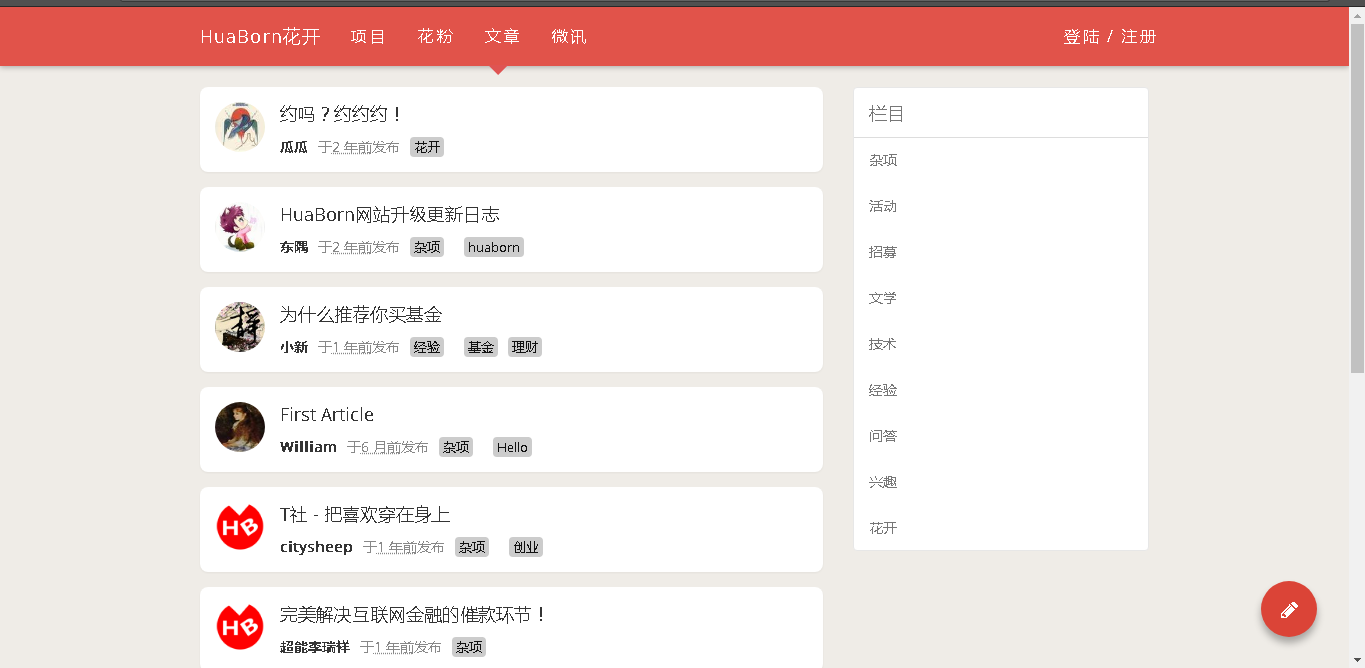 HuaBorn花开 项目 花粉 文章 微讯 登陆 / 注册
约吗？约约约！
瓜瓜 于2 年前发布 花开
HuaBorn网站升级更新日志
东隅 于2 年前发布 杂项 huaborn
为什么推荐你买基金
小新 于1 年前发布 经验 基金 理财
First Article
William 于6 月前发布 杂项 Hello
HB
T社 - 把喜欢穿在身上
citysheep 于1 年前发布 杂项 创业
HB
完美解决互联网金融的催款环节！
超能李瑞祥 于1 年前发布 杂项
栏目
杂项
活动
招募
文学
技术
经验
问答
兴趣
花开